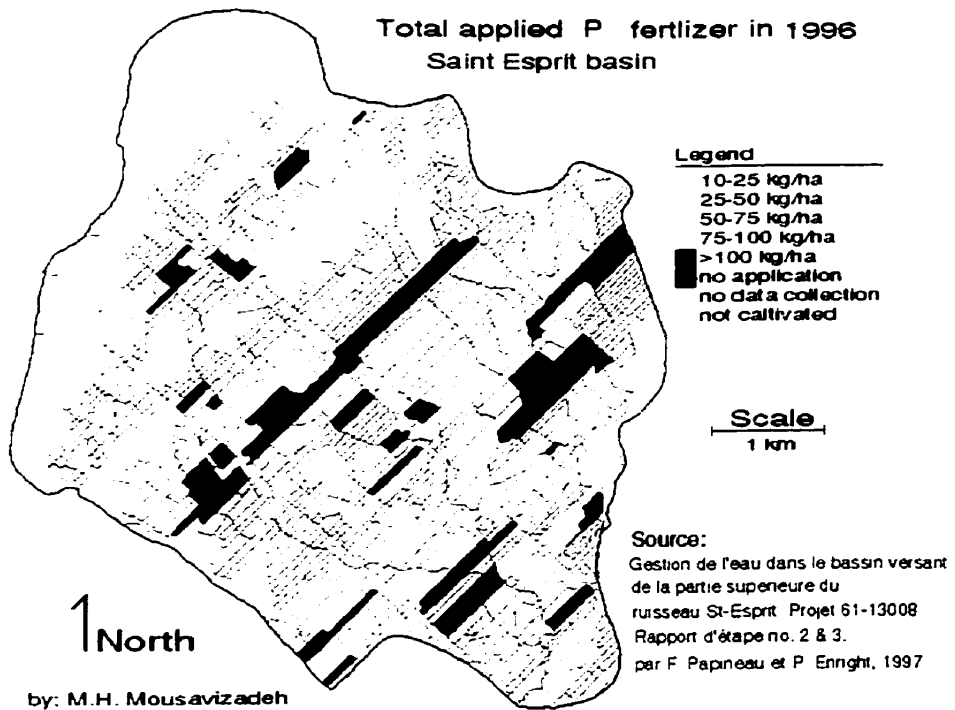 Total applied P fertlizer in 1996
Saint Esprit basin
Legend
10-25 kg/ha
25-50 kg/ha
50-75 kg/ha
75-100 kg/ha
>100 kg/ha
no application
no data collection
not caltivated
Scale
1 km
Source:
Gestion de l'eau dans le bassin versant
de la partie superieure du
ruisseau St-Esprit Projet 61-13008
Rapport d'étape no. 2 & 3.
par F Papineau et P Enright, 1997
North
by: M.H. Mousavizadeh